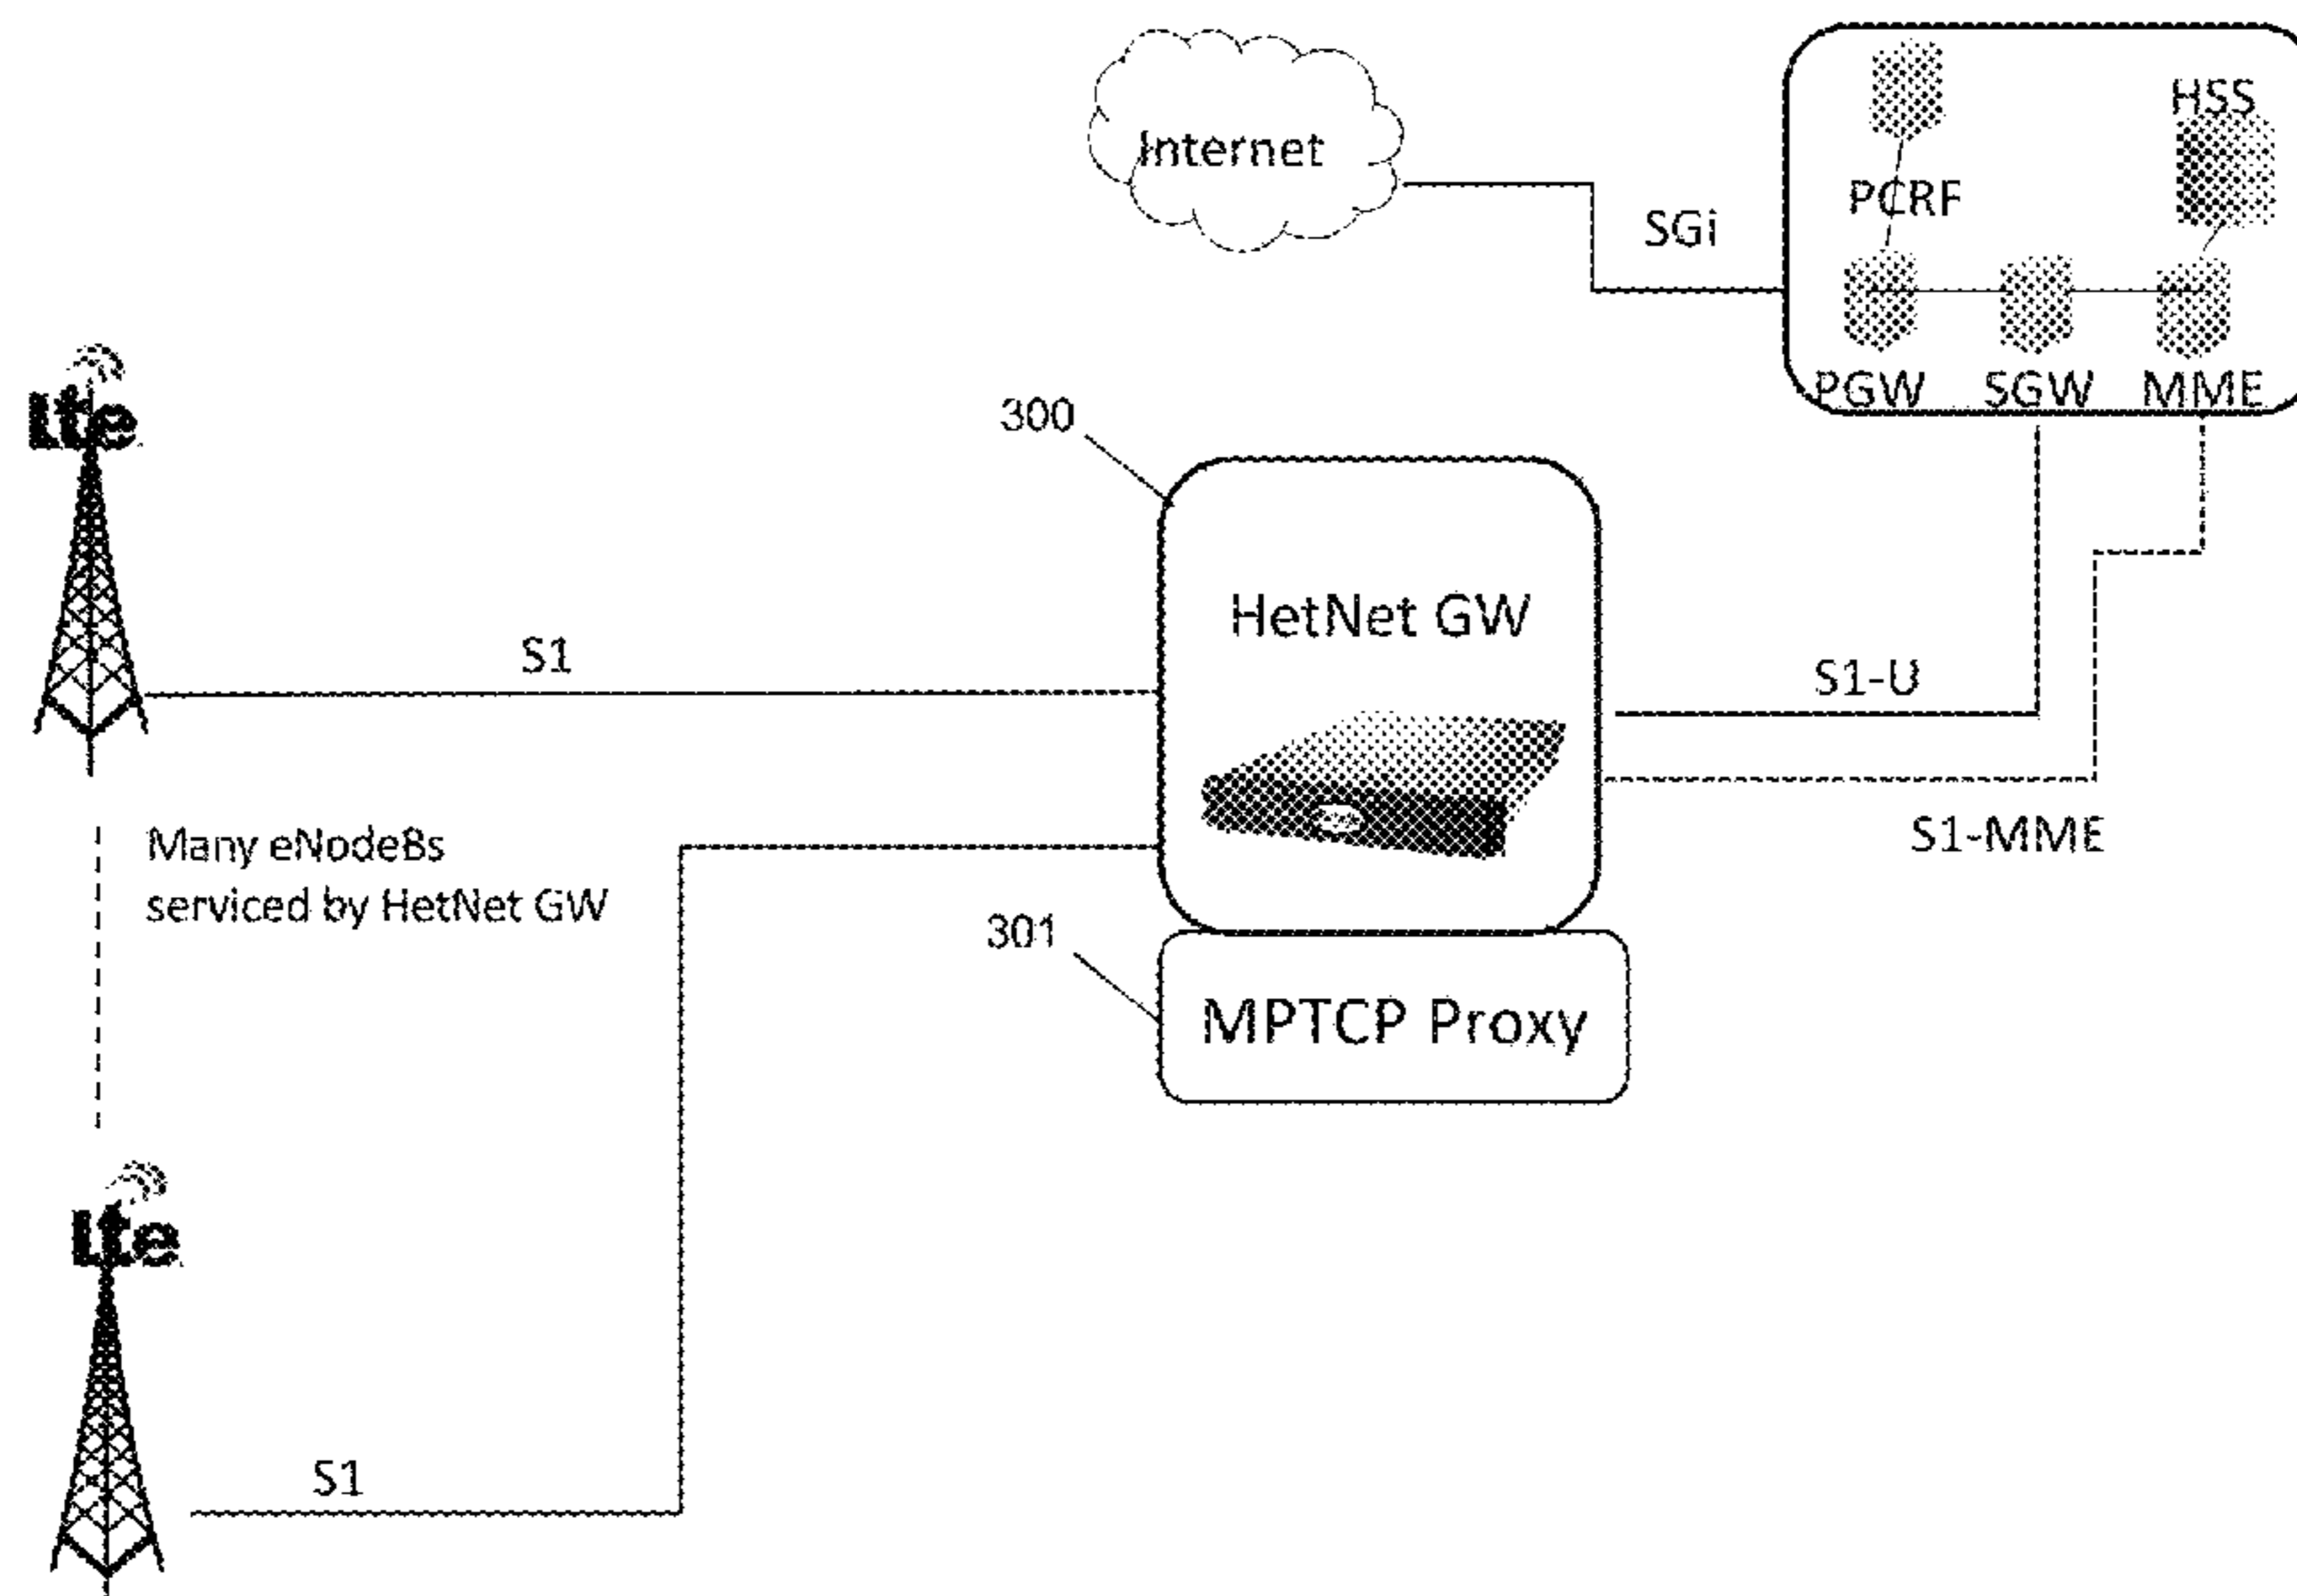 Internet
HSS
PCRF
SGi
PGW SGW MME
Lte
300
HetNet GW
S1
S1-U
S1-MME
Many eNodeBs
serviced by HetNet GW
301
MPTCP Proxy
Lte
S1